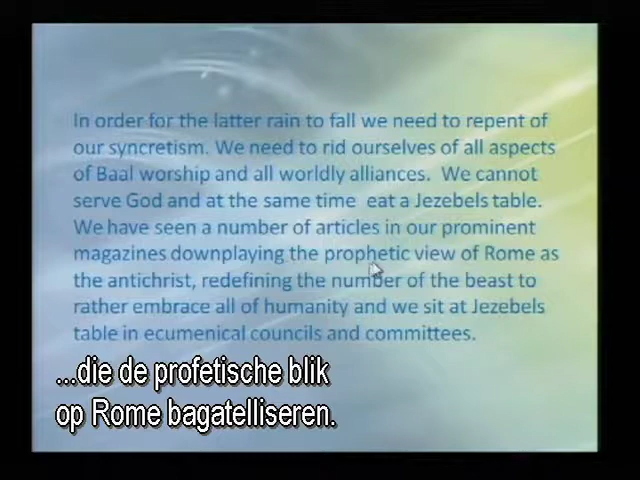 In order for the latter rain to fall we need to repent of
our syncretism. We need to rid ourselves of all aspects
of Baal worship and all worldly alliances. We cannot
serve God and at the same time eat a Jezebels table.
We have seen a number of articles in our prominent
magazines downplaying the prophetic view of Rome as
the antichrist, redefining the number of the beast to
rather embrace all of humanity and we sit at Jezebels
table in ecumenical councils and committees.
...die de profetische blik
op Rome bagatelliseren.